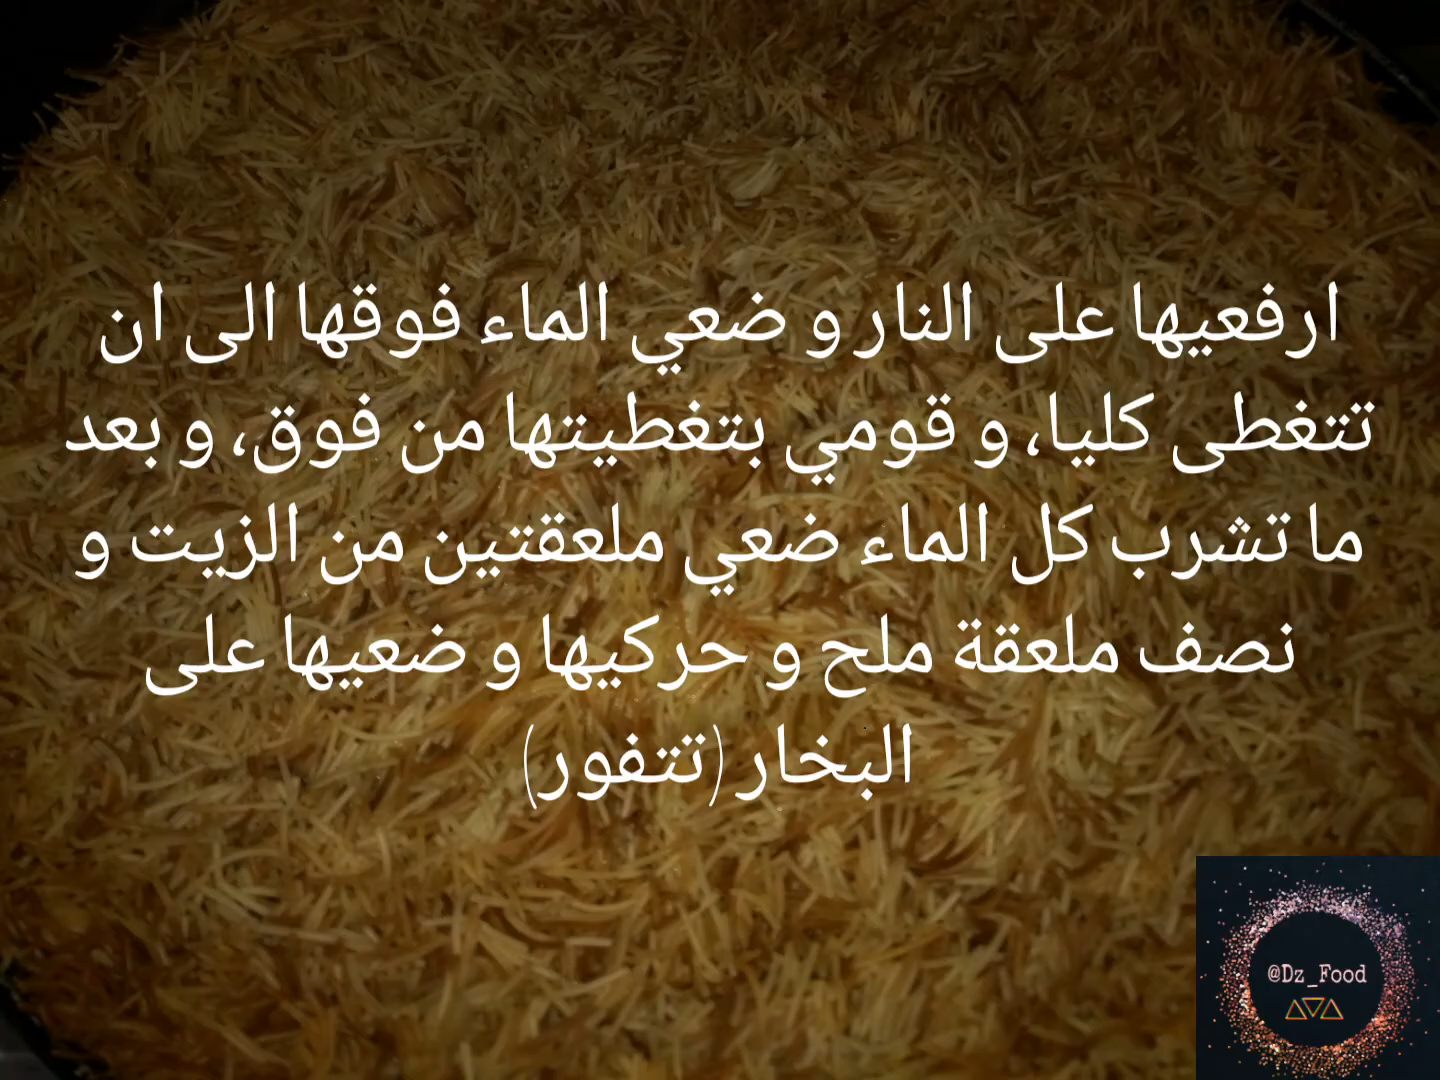 ارفعيها على النار و ضعي الماء فوقها الى ان
تتغطى كليا، و قومي بتغطيتها من فوق، و بعد
ما تشرب كل الماء ضعي ملعقتين من الزيت و
نصف ملعقة ملح و حركيها و ضعيها على
البخار (تتفور)
@Dz_Food